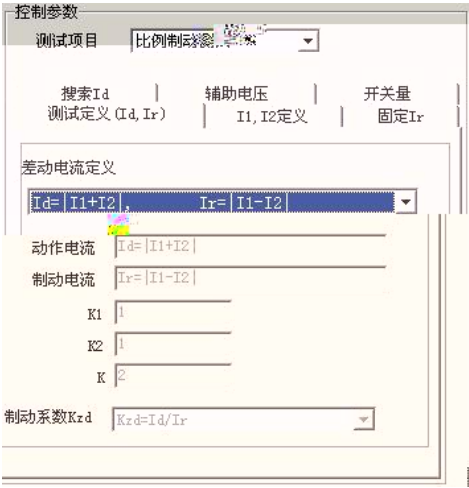 控制参数
测试项目 比例制动
搜索Id 辅助电压 开关量
测试定义(Id,Ir) I1,I2定义 固定Ir
差动电流定义
Id=|I1+I2|, Ir=|I1-I2|
动作电流 Id=|I1+I2|
制动电流 Ir=|I1-I2|
K1 1
K2 1
K 2
制动系数Kzd Kzd=Id/Ir